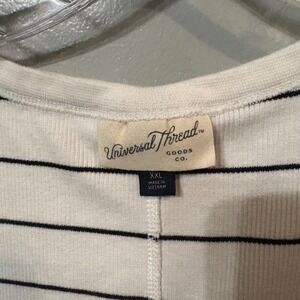 Universal Thread™
GOODS
CO.
XXL
MADE IN
VIETNAM